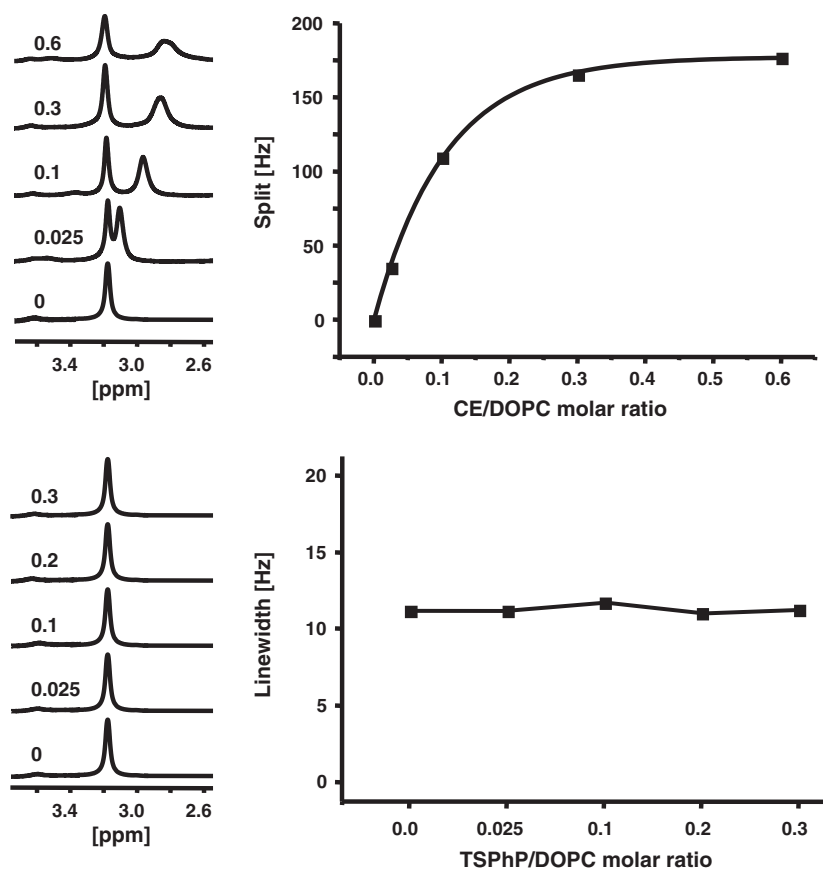 0.6
0.3
0.1
0.025
0
3.4 3.0 2.6
[ppm]
200
150
100
50
0
Split [Hz]
0.0 0.1 0.2 0.3 0.4 0.5 0.6
CE/DOPC molar ratio
0.3
0.2
0.1
0.025
0
3.4 3.0 2.6
[ppm]
20
15
10
5
0
Linewidth [Hz]
0.0 0.025 0.1 0.2 0.3
TSPhP/DOPC molar ratio